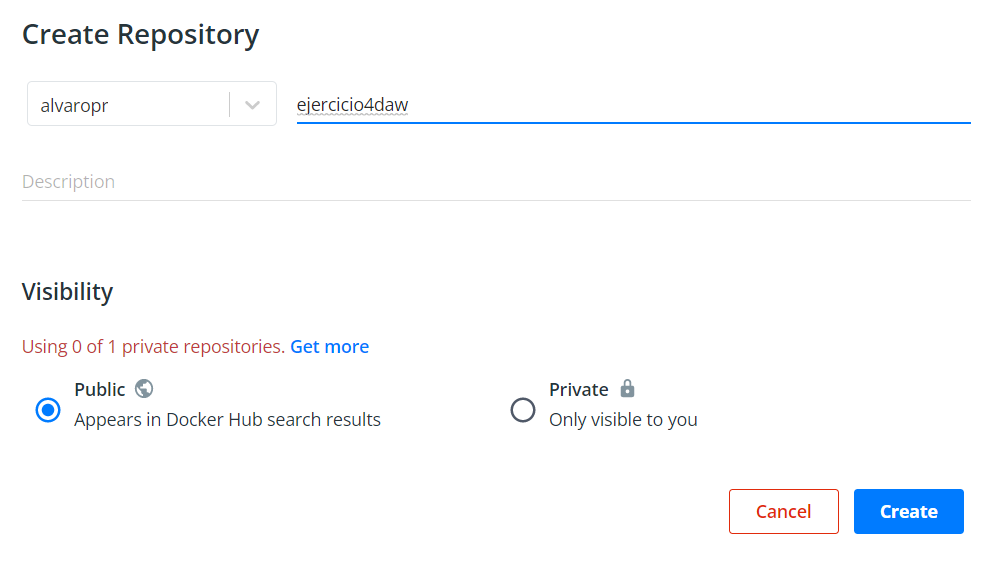 Create Repository
alvaropr
ejercicio4daw
Description
Visibility
Using 0 of 1 private repositories. Get more
Public
Appears in Docker Hub search results
Private
Only visible to you
Cancel
Create